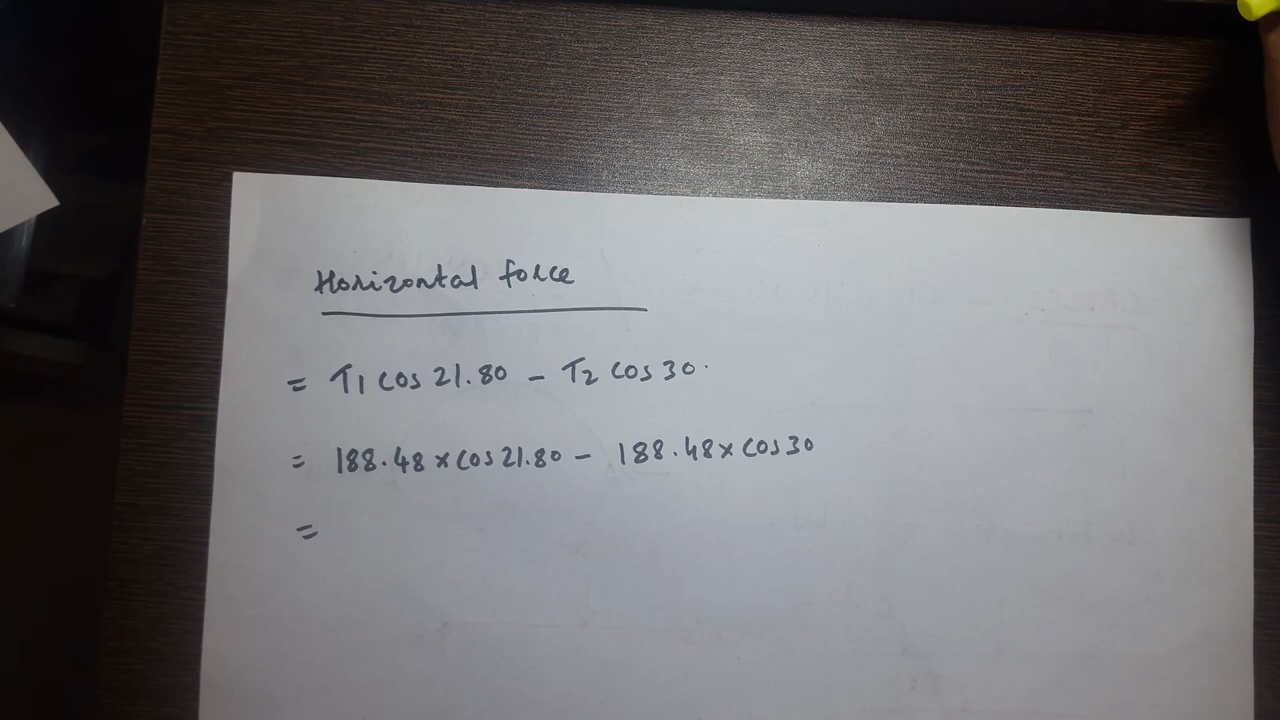 Horizontal force
= T1 cos 21.80 - T2 cos 30.
= 188.48 x cos 21.80 - 188.48 x cos 30
=